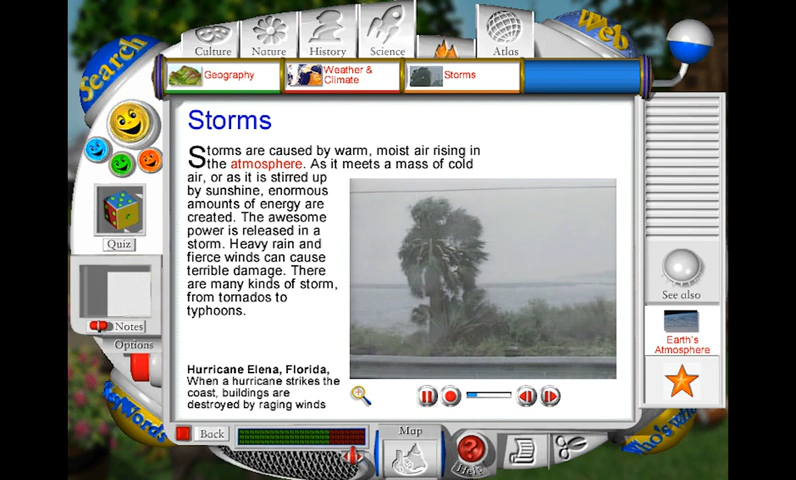 Search
Culture
Nature
History
Science
Atlas
Web
Geography
Weather &
Climate
Storms
Storms
Storms are caused by warm, moist air rising in
the atmosphere. As it meets a mass of cold
air, or as it is stirred up
by sunshine, enormous
amounts of energy are
created. The awesome
power is released in a
storm. Heavy rain and
fierce winds can cause
terrible damage. There
are many kinds of storm,
from tornados to
typhoons.
Hurricane Elena, Florida,
When a hurricane strikes the
coast, buildings are
destroyed by raging winds
Quiz
Notes
Options
See also
Earth's
Atmosphere
Back
Map
Help
Who's who